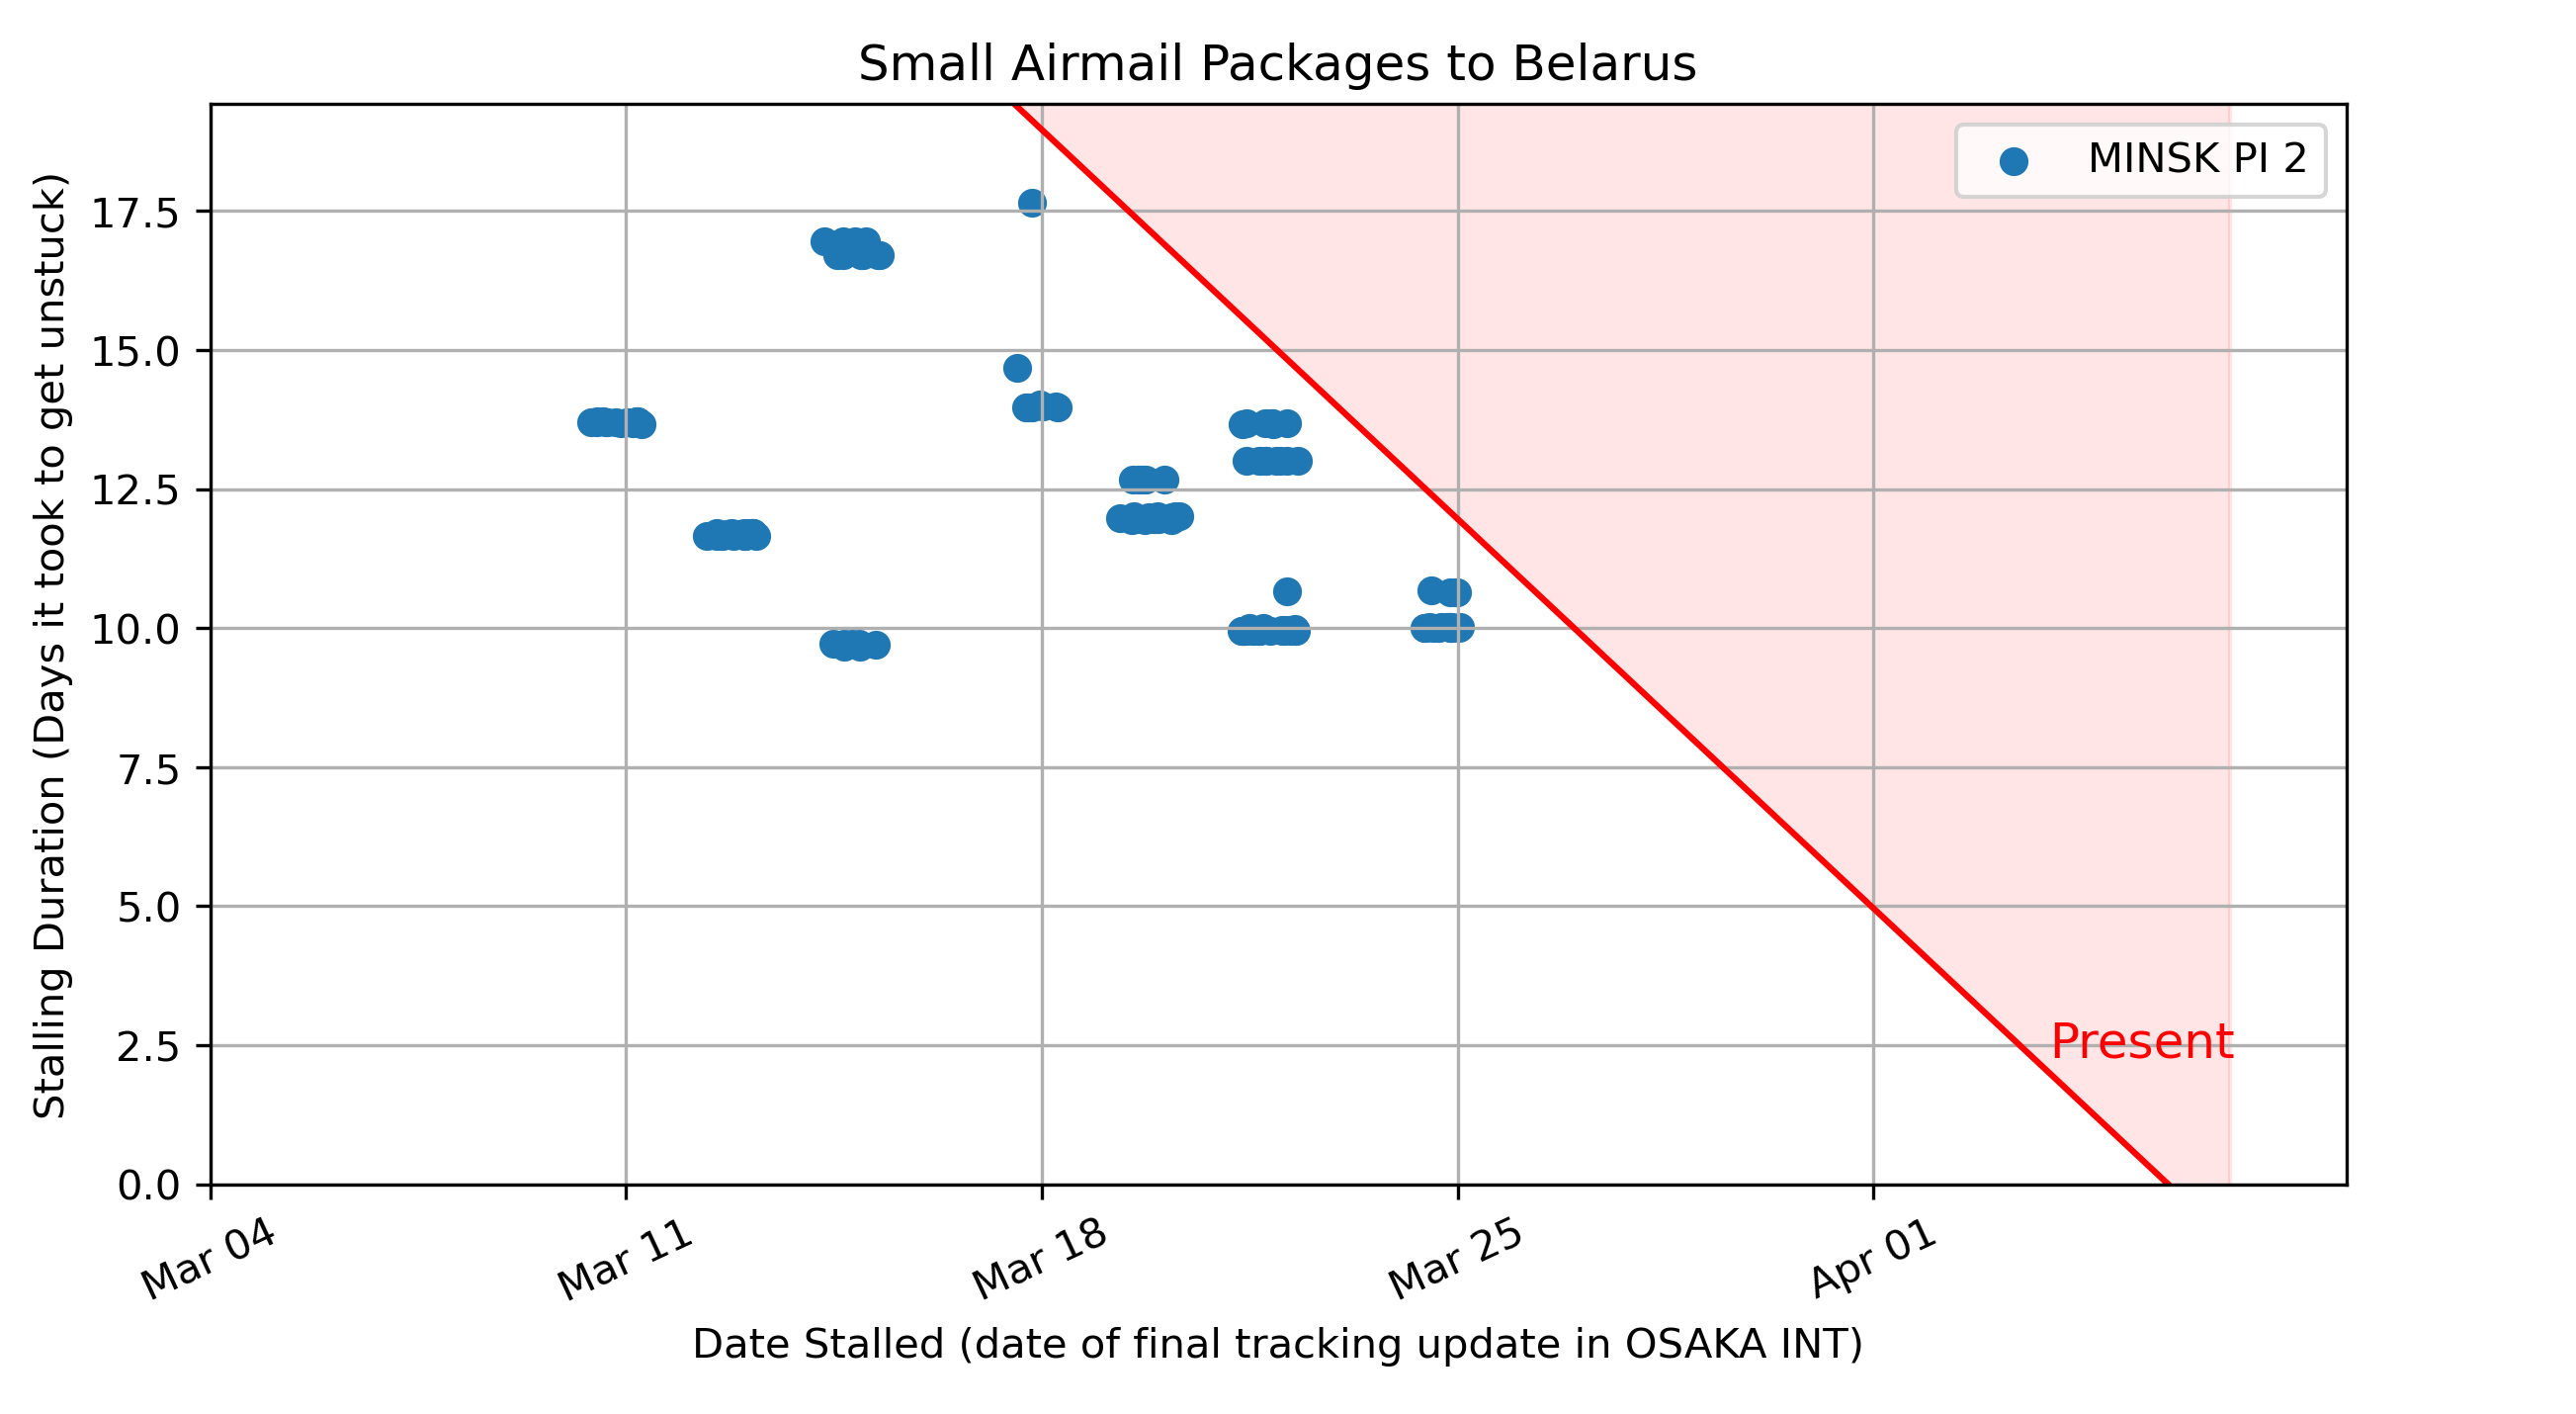 Small Airmail Packages to Belarus
MINSK PI 2
Stalling Duration (Days it took to get unstuck)
17.5
15.0
12.5
10.0
7.5
5.0
2.5
0.0
Present
Mar 04
Mar 11
Mar 18
Mar 25
Apr 01
Date Stalled (date of final tracking update in OSAKA INT)